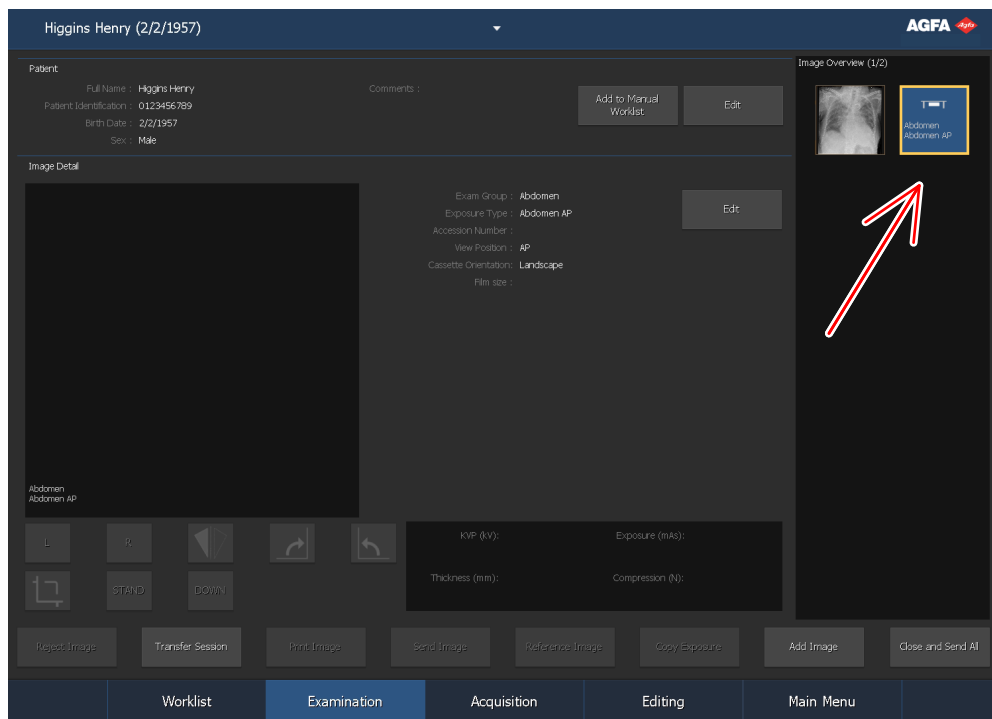 Higgins Henry (2/2/1957)
AGFA
Agfa
Patient
Full Name : Higgins Henry
Patient Identification : 0123456789
Birth Date : 2/2/1957
Sex : Male
Comments :
Add to Manual
Worklist
Edit
Image Overview (1/2)
Abdomen
Abdomen AP
Image Detail
Exam Group : Abdomen
Exposure Type : Abdomen AP
Accession Number :
View Position : AP
Cassette Orientation: Landscape
Film size :
Edit
Abdomen
Abdomen AP
L
R
STAND
DOWN
KVP (kV):
Exposure (mAs):
Thickness (mm):
Compression (N):
Reject Image
Transfer Session
Print Image
Send Image
Reference Image
Copy Exposure
Add Image
Close and Send All
Worklist
Examination
Acquisition
Editing
Main Menu